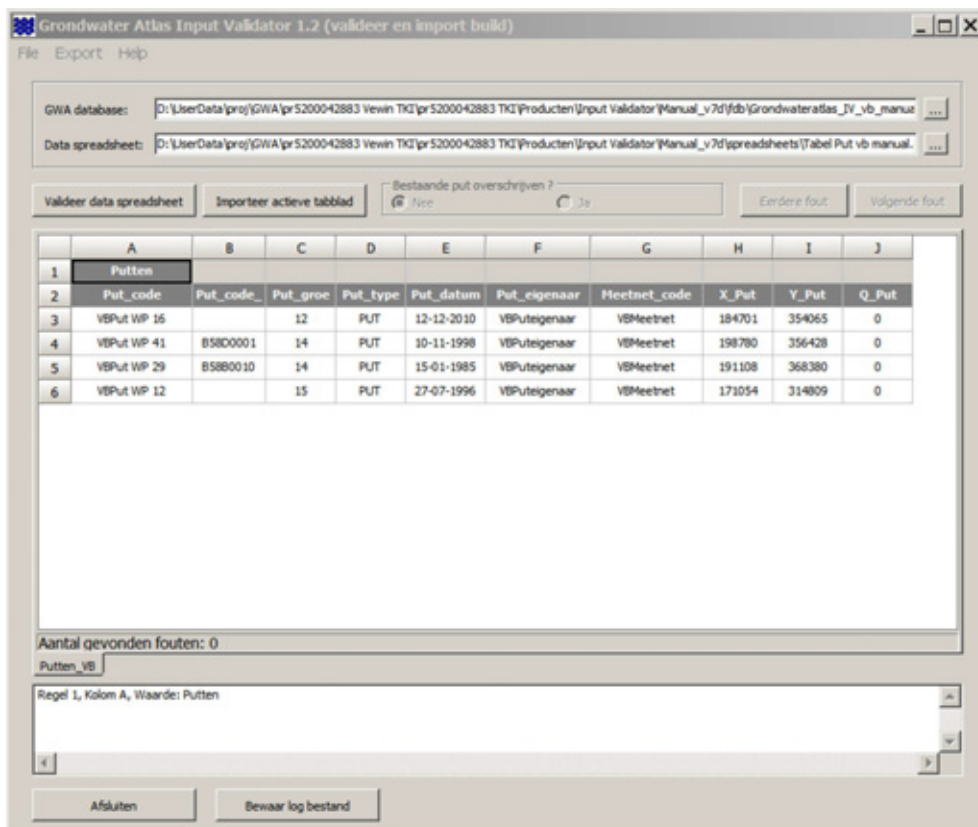 Grondwater Atlas Input Validator 1.2 (valideer en import build)
File Export Help
GWA database: D:\UserData\proj\GWA\pr5200042883 Vewin TKI\pr5200042883 TKI\Producten\Input Validator\Manual_v7d\fdb\Grondwateratlas_IV_vb_manua ...
Data spreadsheet: D:\UserData\proj\GWA\pr5200042883 Vewin TKI\pr5200042883 TKI\Producten\Input Validator\Manual_v7d\spreadsheets\Tabel Put vb manual. ...
Bestaande put overschrijven ?
Valideer data spreadsheet Importeer actieve tabblad Nee Ja Eerdere fout Volgende fout
A B C D E F G H I J
1 Putten
2 Put_code Put_code_ Put_groe Put_type Put_datum Put_eigenaar Meetnet_code X_Put Y_Put Q_Put
3 VBPut WP 16 12 PUT 12-12-2010 VBPuteigenaar VBMeetnet 184701 354065 0
4 VBPut WP 41 B58D0001 14 PUT 10-11-1998 VBPuteigenaar VBMeetnet 198780 356428 0
5 VBPut WP 29 B58B0010 14 PUT 15-01-1985 VBPuteigenaar VBMeetnet 191108 368380 0
6 VBPut WP 12 15 PUT 27-07-1996 VBPuteigenaar VBMeetnet 171054 314809 0
Aantal gevonden fouten: 0
Putten_VB
Regel 1, Kolom A, Waarde: Putten
Afsluiten Bewaar log bestand